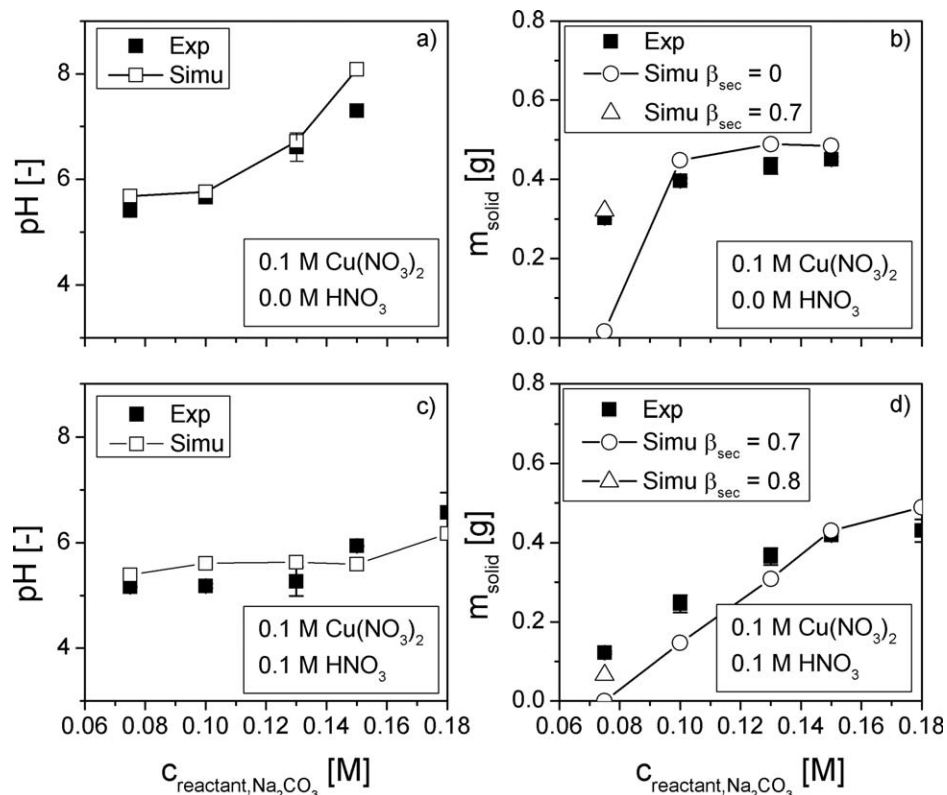 a)
Exp
Simu
8
6
4
pH [-]
0.1 M Cu(NO₃)₂
0.0 M HNO₃
b)
Exp
Simu βsec = 0
Simu βsec = 0.7
0.8
0.6
0.4
0.2
0.0
msolid [g]
0.1 M Cu(NO₃)₂
0.0 M HNO₃
c)
Exp
Simu
8
6
4
pH [-]
0.1 M Cu(NO₃)₂
0.1 M HNO₃
0.06 0.08 0.10 0.12 0.14 0.16 0.18
creactant,Na₂CO₃ [M]
d)
Exp
Simu βsec = 0.7
Simu βsec = 0.8
0.8
0.6
0.4
0.2
0.0
msolid [g]
0.1 M Cu(NO₃)₂
0.1 M HNO₃
0.06 0.08 0.10 0.12 0.14 0.16 0.18
creactant,Na₂CO₃ [M]